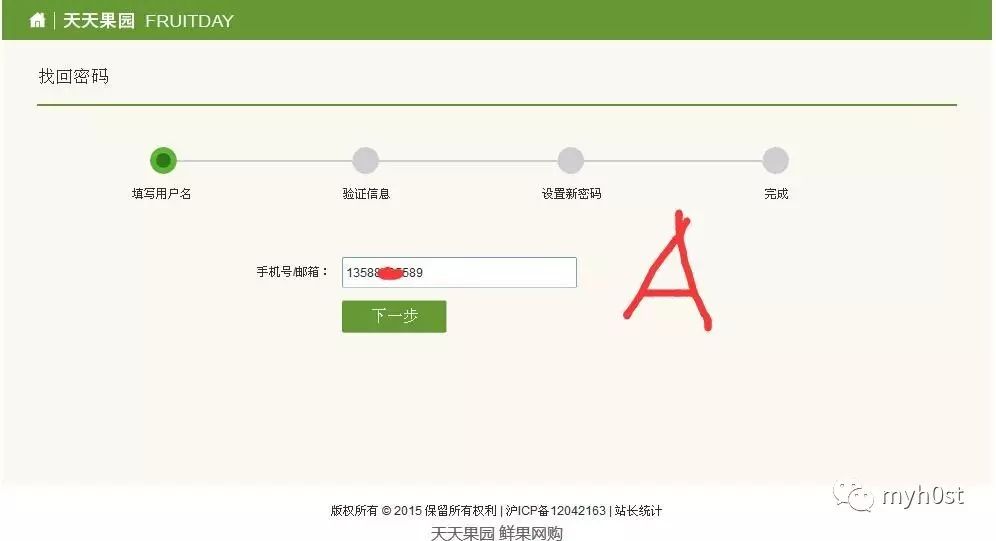 天天果园 FRUITDAY
找回密码
填写用户名 验证信息 设置新密码 完成
手机号/邮箱： 13588 5589
下一步
A
版权所有 © 2015 保留所有权利 | 沪ICP备12042163 | 站长统计
天天果园 鲜果网购
myh0st